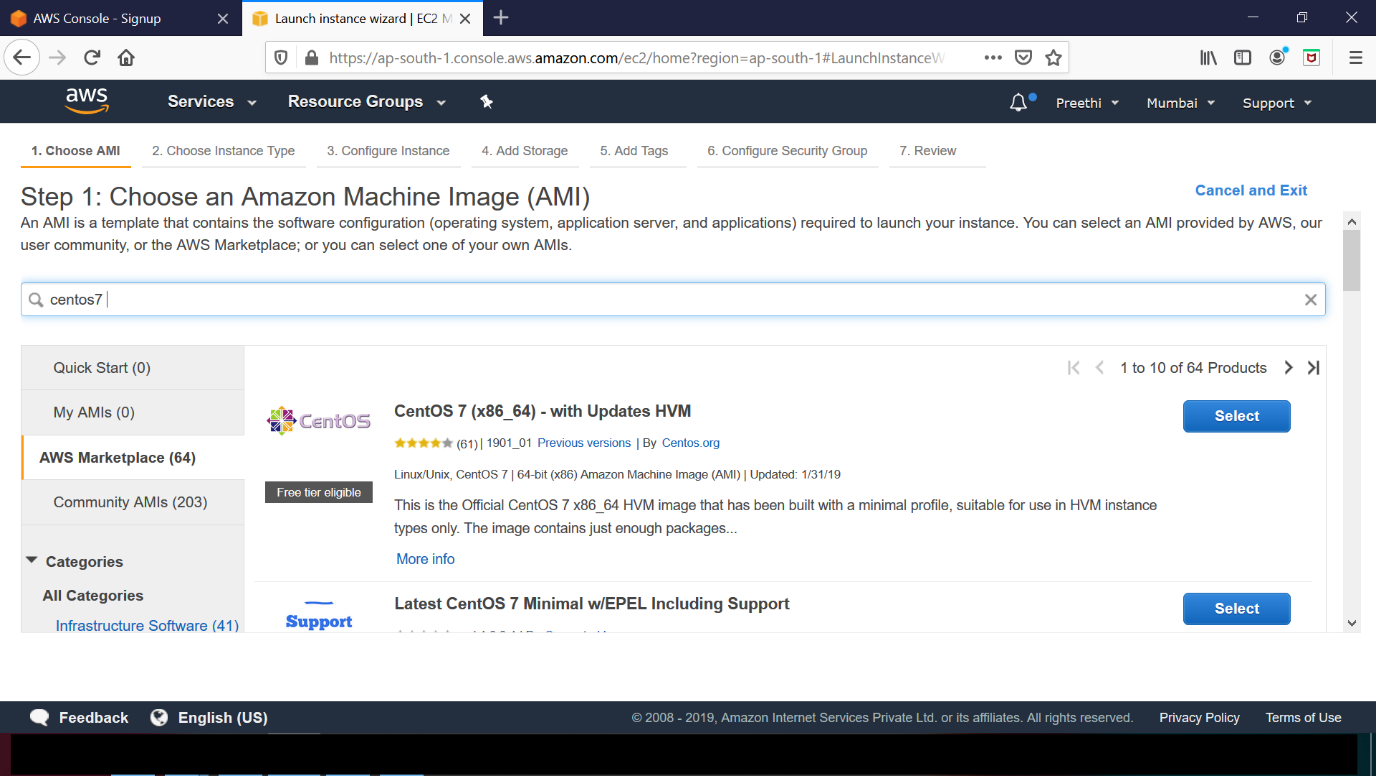 AWS Console - Signup
Launch instance wizard | EC2 M
https://ap-south-1.console.aws.amazon.com/ec2/home?region=ap-south-1#LaunchInstanceW
aws
Services
Resource Groups
Preethi
Mumbai
Support
1. Choose AMI
2. Choose Instance Type
3. Configure Instance
4. Add Storage
5. Add Tags
6. Configure Security Group
7. Review
Step 1: Choose an Amazon Machine Image (AMI)
Cancel and Exit
An AMI is a template that contains the software configuration (operating system, application server, and applications) required to launch your instance. You can select an AMI provided by AWS, our
user community, or the AWS Marketplace; or you can select one of your own AMIs.
centos7
Quick Start (0)
My AMIs (0)
AWS Marketplace (64)
Community AMIs (203)
Categories
All Categories
Infrastructure Software (41)
1 to 10 of 64 Products
CentOS
Free tier eligible
CentOS 7 (x86_64) - with Updates HVM
(61) | 1901_01 Previous versions | By Centos.org
Linux/Unix, CentOS 7 | 64-bit (x86) Amazon Machine Image (AMI) | Updated: 1/31/19
This is the Official CentOS 7 x86_64 HVM image that has been built with a minimal profile, suitable for use in HVM instance
types only. The image contains just enough packages...
More info
Select
Support
Latest CentOS 7 Minimal w/EPEL Including Support
Select
Feedback
English (US)
© 2008 - 2019, Amazon Internet Services Private Ltd. or its affiliates. All rights reserved.
Privacy Policy
Terms of Use